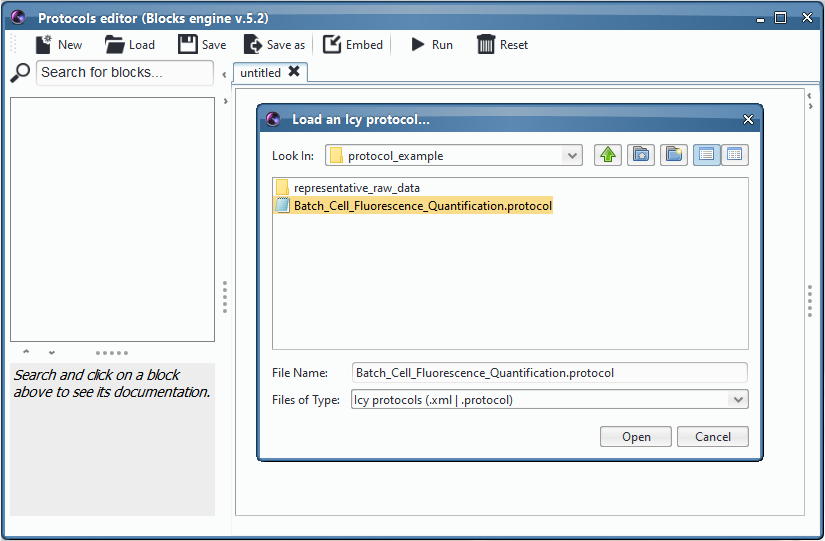 Protocols editor (Blocks engine v.5.2)
New Load Save Save as Embed Run Reset
Search for blocks...
untitled
Load an Icy protocol...
Look In: protocol_example
representative_raw_data
Batch_Cell_Fluorescence_Quantification.protocol
File Name: Batch_Cell_Fluorescence_Quantification.protocol
Files of Type: Icy protocols (.xml | .protocol)
Open Cancel
Search and click on a block
above to see its documentation.